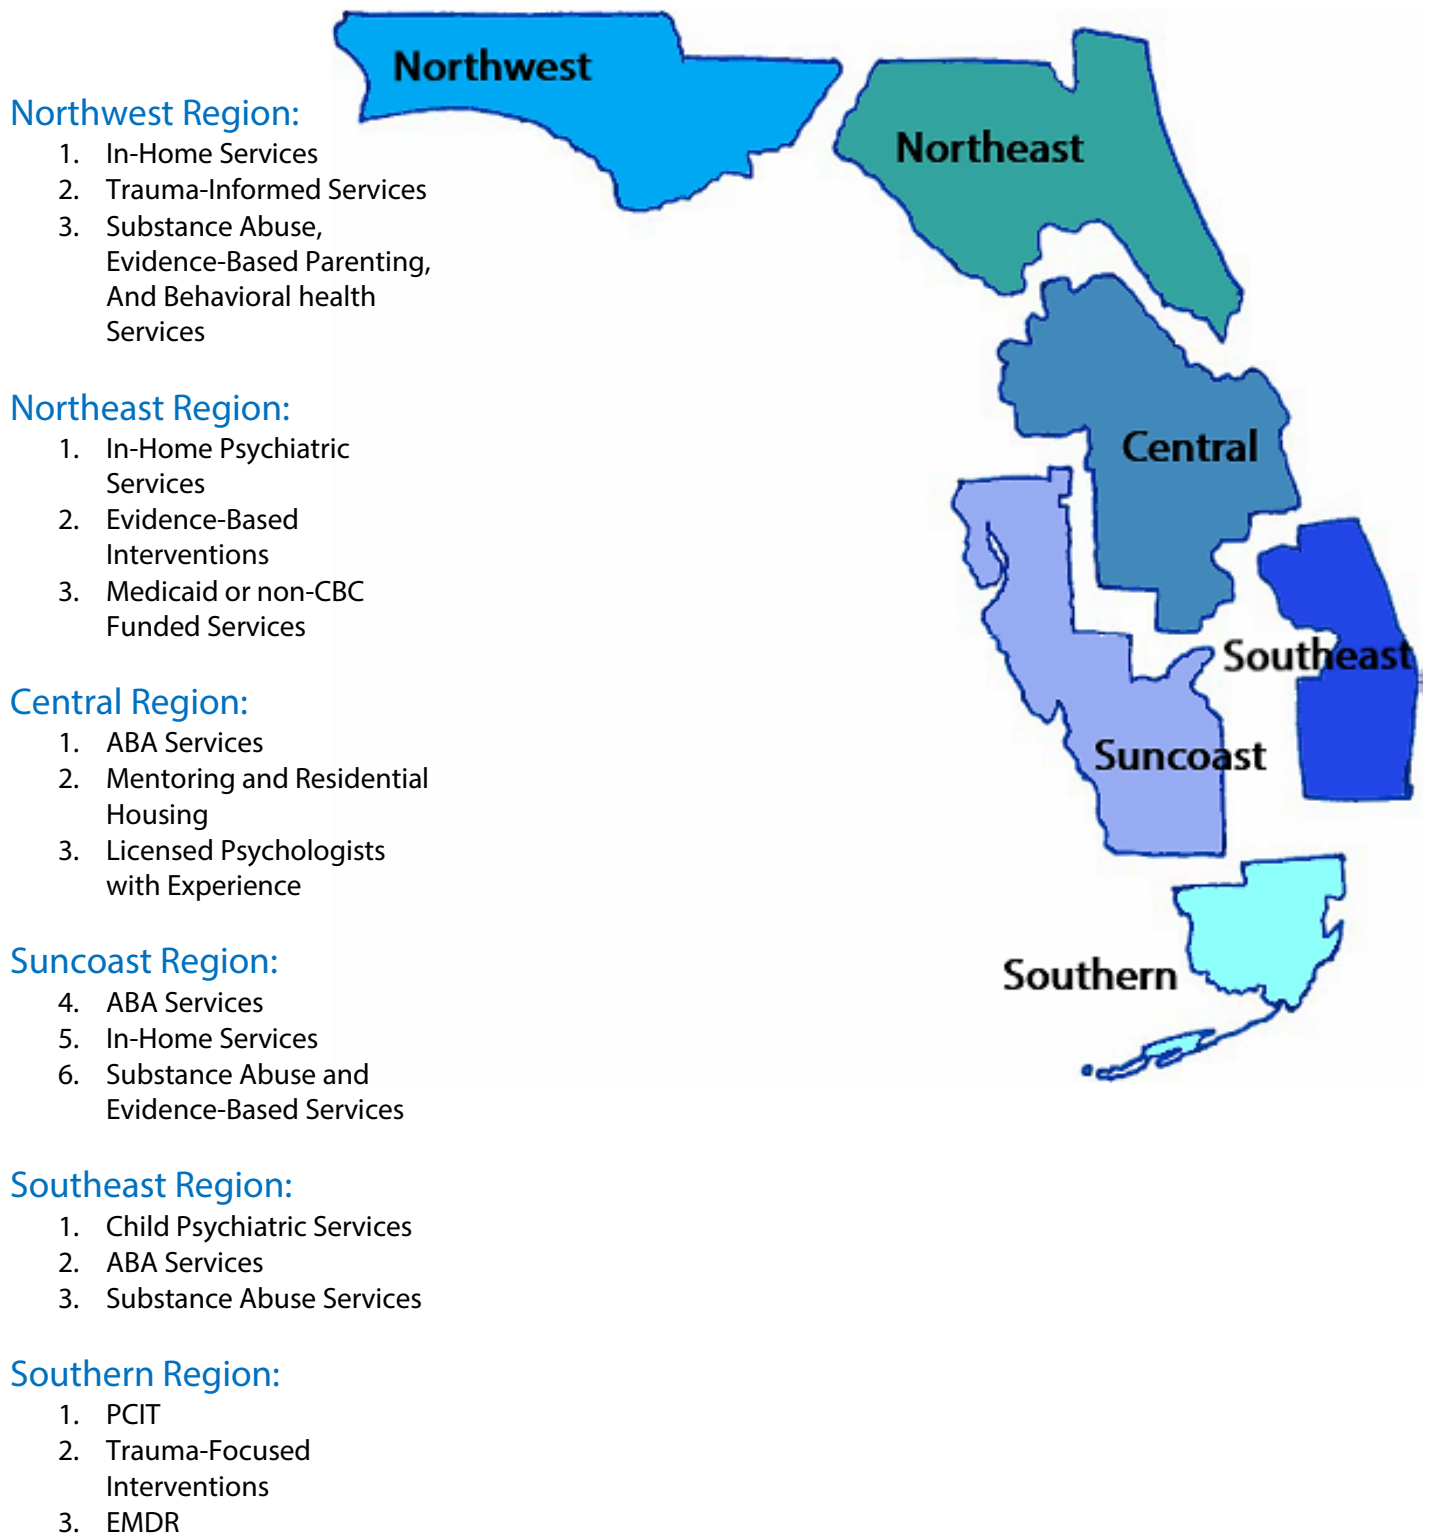 Northwest
Northeast
Central
Southeast
Suncoast
Southern
Northwest Region:
1. In-Home Services
2. Trauma-Informed Services
3. Substance Abuse,
Evidence-Based Parenting,
And Behavioral health
Services
Northeast Region:
1. In-Home Psychiatric
Services
2. Evidence-Based
Interventions
3. Medicaid or non-CBC
Funded Services
Central Region:
1. ABA Services
2. Mentoring and Residential
Housing
3. Licensed Psychologists
with Experience
Suncoast Region:
4. ABA Services
5. In-Home Services
6. Substance Abuse and
Evidence-Based Services
Southeast Region:
1. Child Psychiatric Services
2. ABA Services
3. Substance Abuse Services
Southern Region:
1. PCIT
2. Trauma-Focused
Interventions
3. EMDR